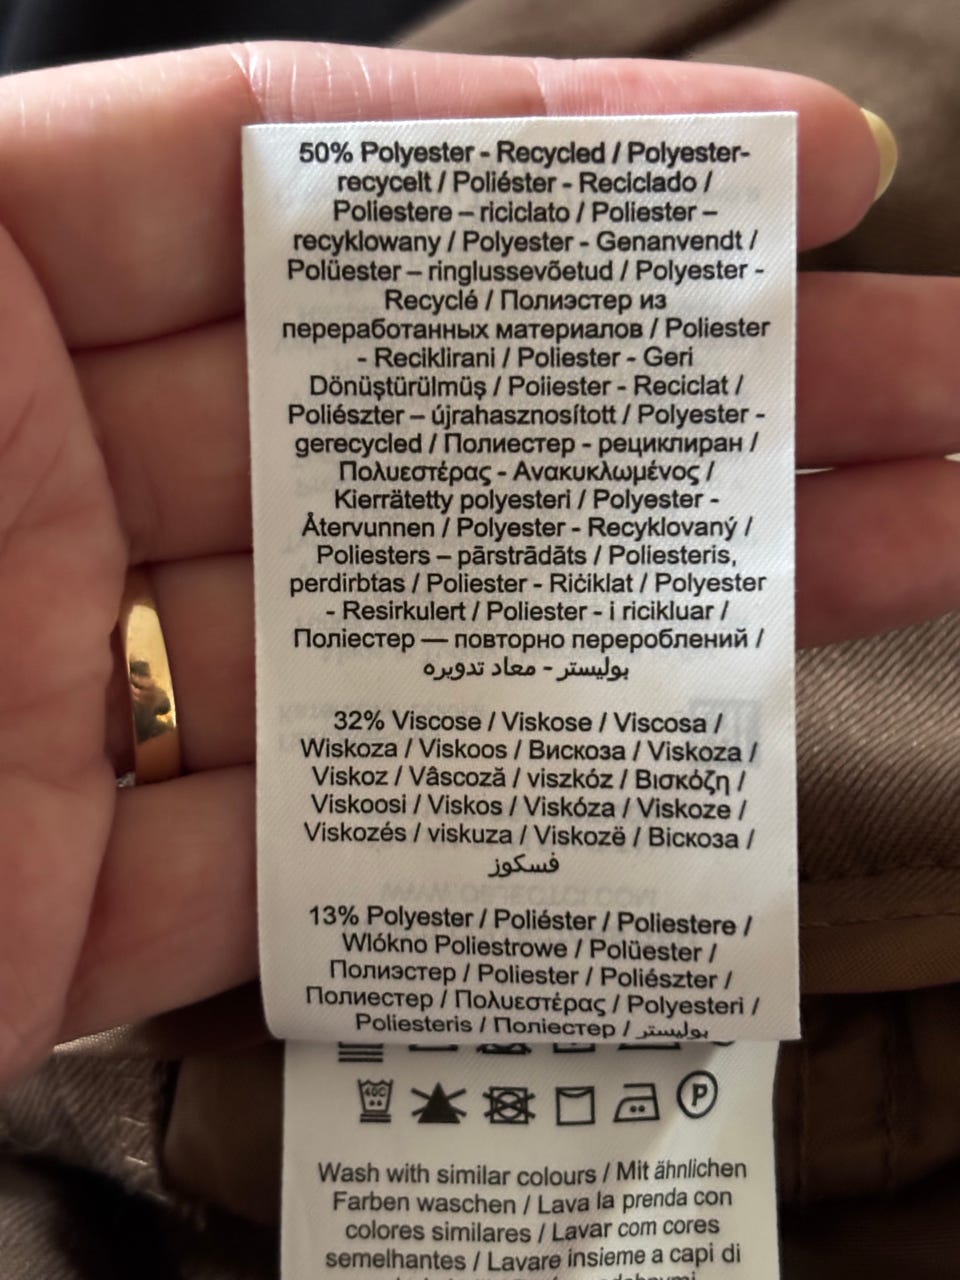 50% Polyester - Recycled / Polyester-
recycelt / Poliéster - Reciclado /
Poliestere – riciclato / Poliester –
recyklowany / Polyester - Genanvendt /
Polüester – ringlussevõetud / Polyester -
Recyclé / Полиэстер из
переработанных материалов / Poliester
- Reciklirani / Poliester - Geri
Dönüştürülmüş / Poliester - Reciclat /
Poliészter – újrahasznosított / Polyester -
gerecycled / Полиестер - рециклиран /
Πολυεστέρας - Ανακυκλωμένος /
Kierrätetty polyesteri / Polyester -
Återvunnen / Polyester - Recyklovaný /
Poliesters – pārstrādāts / Poliesteris,
perdirbtas / Poliester - Riċiklat / Polyester
- Resirkulert / Poliester - i ricikluar /
Поліестер — повторно перероблений /
بوليستر - معاد تدويره
32% Viscose / Viskose / Viscosa /
Wiskoza / Viskoos / Вискоза / Viskoza /
Viskoz / Vâscoză / viszkóz / Βισκόζη /
Viskoosi / Viskos / Viskóza / Viskoze /
Viskozės / viskuza / Viskozë / Віскоза /
فسكوز
13% Polyester / Poliéster / Poliestere /
Wlókno Poliestrowe / Polüester /
Полиэстер / Poliester / Poliészter /
Полиестер / Πολυεστέρας / Polyesteri /
Poliesteris / Поліестер / بوليستر
40C
P
Wash with similar colours / Mit ähnlichen
Farben waschen / Lava la prenda con
colores similares / Lavar com cores
semelhantes / Lavare insieme a capi di